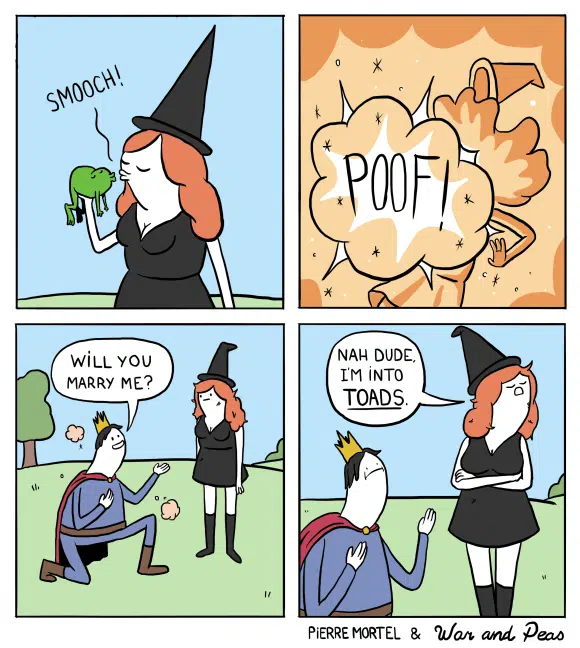 SMOOCH!
POOF!
WILL YOU
MARRY ME?
NAH DUDE,
I'M INTO
TOADS.
PiERRE MORTEL & War and Peas